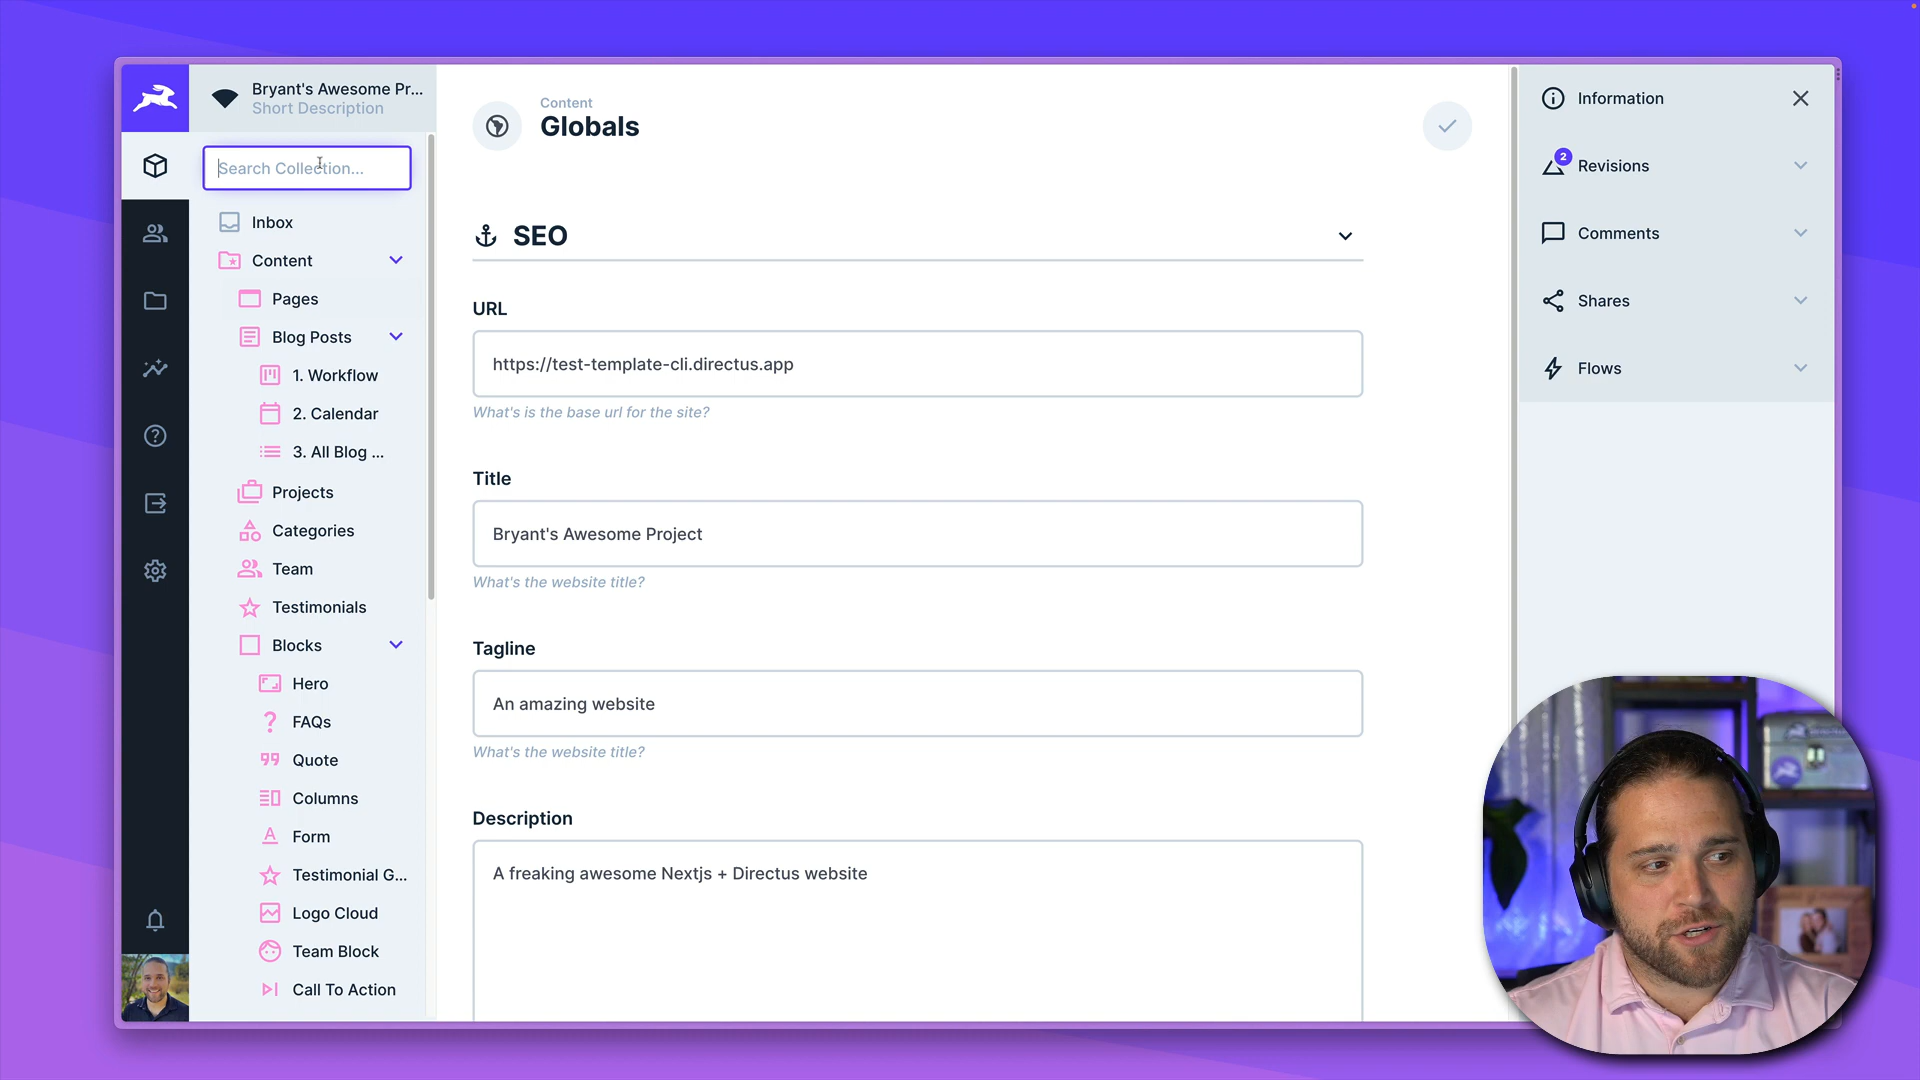 Bryant's Awesome Pr...
Short Description
Search Collection...
Inbox
Content
Pages
Blog Posts
1. Workflow
2. Calendar
3. All Blog ...
Projects
Categories
Team
Testimonials
Blocks
Hero
FAQs
Quote
Columns
Form
Testimonial G...
Logo Cloud
Team Block
Call To Action
Content
Globals
SEO
URL
https://test-template-cli.directus.app
What's is the base url for the site?
Title
Bryant's Awesome Project
What's the website title?
Tagline
An amazing website
What's the website title?
Description
A freaking awesome Nextjs + Directus website
Information
2
Revisions
Comments
Shares
Flows